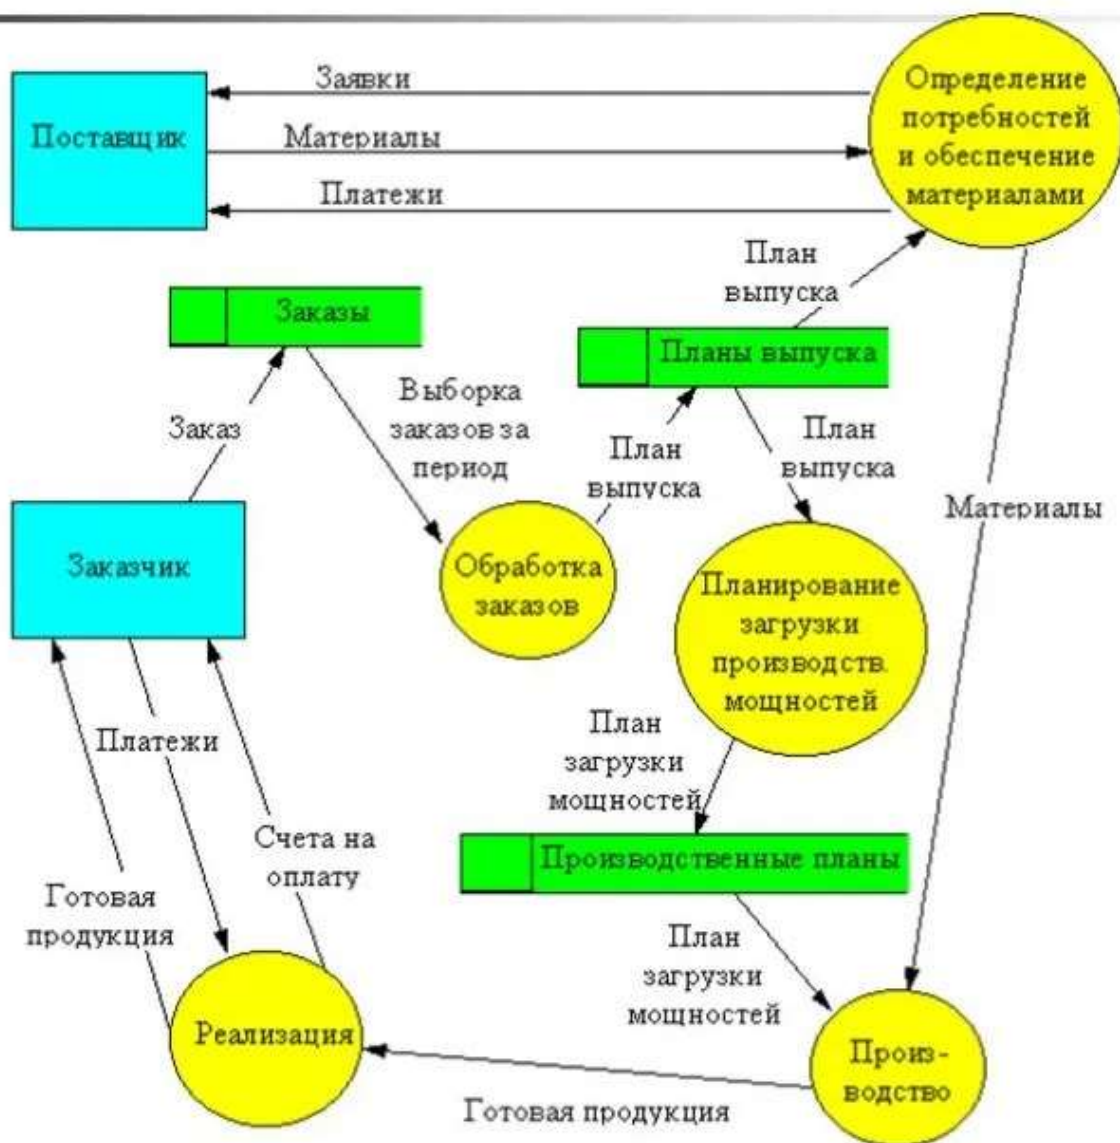 Заявки
Определение
потребностей
и обеспечение
материалами
Поставщик
Материалы
Платежи
План
выпуска
Заказы
Планы выпуска
Выборка
заказов за
период
Заказ
План
выпуска
План
выпуска
Материалы
Заказчик
Обработка
заказов
Планирование
загрузки
производств.
мощностей
Платежи
План
загрузки
мощностей
Счета на
оплату
Производственные планы
Готовая
продукция
План
загрузки
мощностей
Реализация
Произ-
водство
Готовая продукция